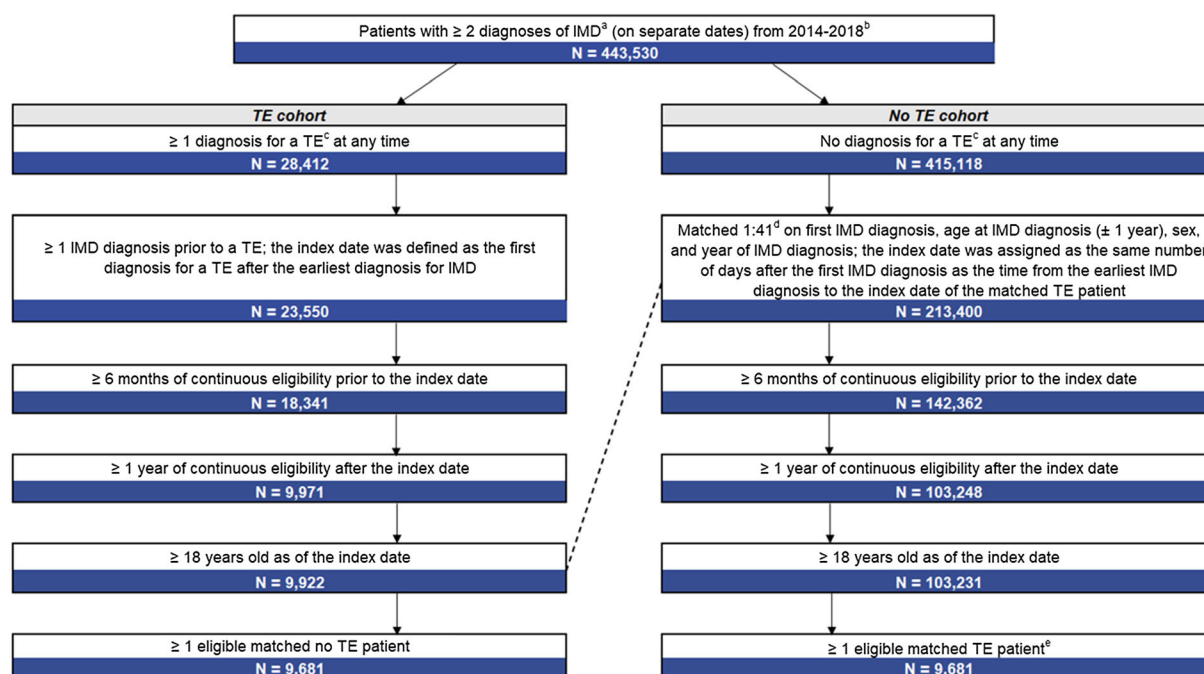 Patients with ≥ 2 diagnoses of IMDᵃ (on separate dates) from 2014-2018ᵇ
N = 443,530
TE cohort
≥ 1 diagnosis for a TEᶜ at any time
N = 28,412
≥ 1 IMD diagnosis prior to a TE; the index date was defined as the first
diagnosis for a TE after the earliest diagnosis for IMD
N = 23,550
≥ 6 months of continuous eligibility prior to the index date
N = 18,341
≥ 1 year of continuous eligibility after the index date
N = 9,971
≥ 18 years old as of the index date
N = 9,922
≥ 1 eligible matched no TE patient
N = 9,681
No TE cohort
No diagnosis for a TEᶜ at any time
N = 415,118
Matched 1:41ᵈ on first IMD diagnosis, age at IMD diagnosis (± 1 year), sex,
and year of IMD diagnosis; the index date was assigned as the same number
of days after the first IMD diagnosis as the time from the earliest IMD
diagnosis to the index date of the matched TE patient
N = 213,400
≥ 6 months of continuous eligibility prior to the index date
N = 142,362
≥ 1 year of continuous eligibility after the index date
N = 103,248
≥ 18 years old as of the index date
N = 103,231
≥ 1 eligible matched TE patientᵉ
N = 9,681